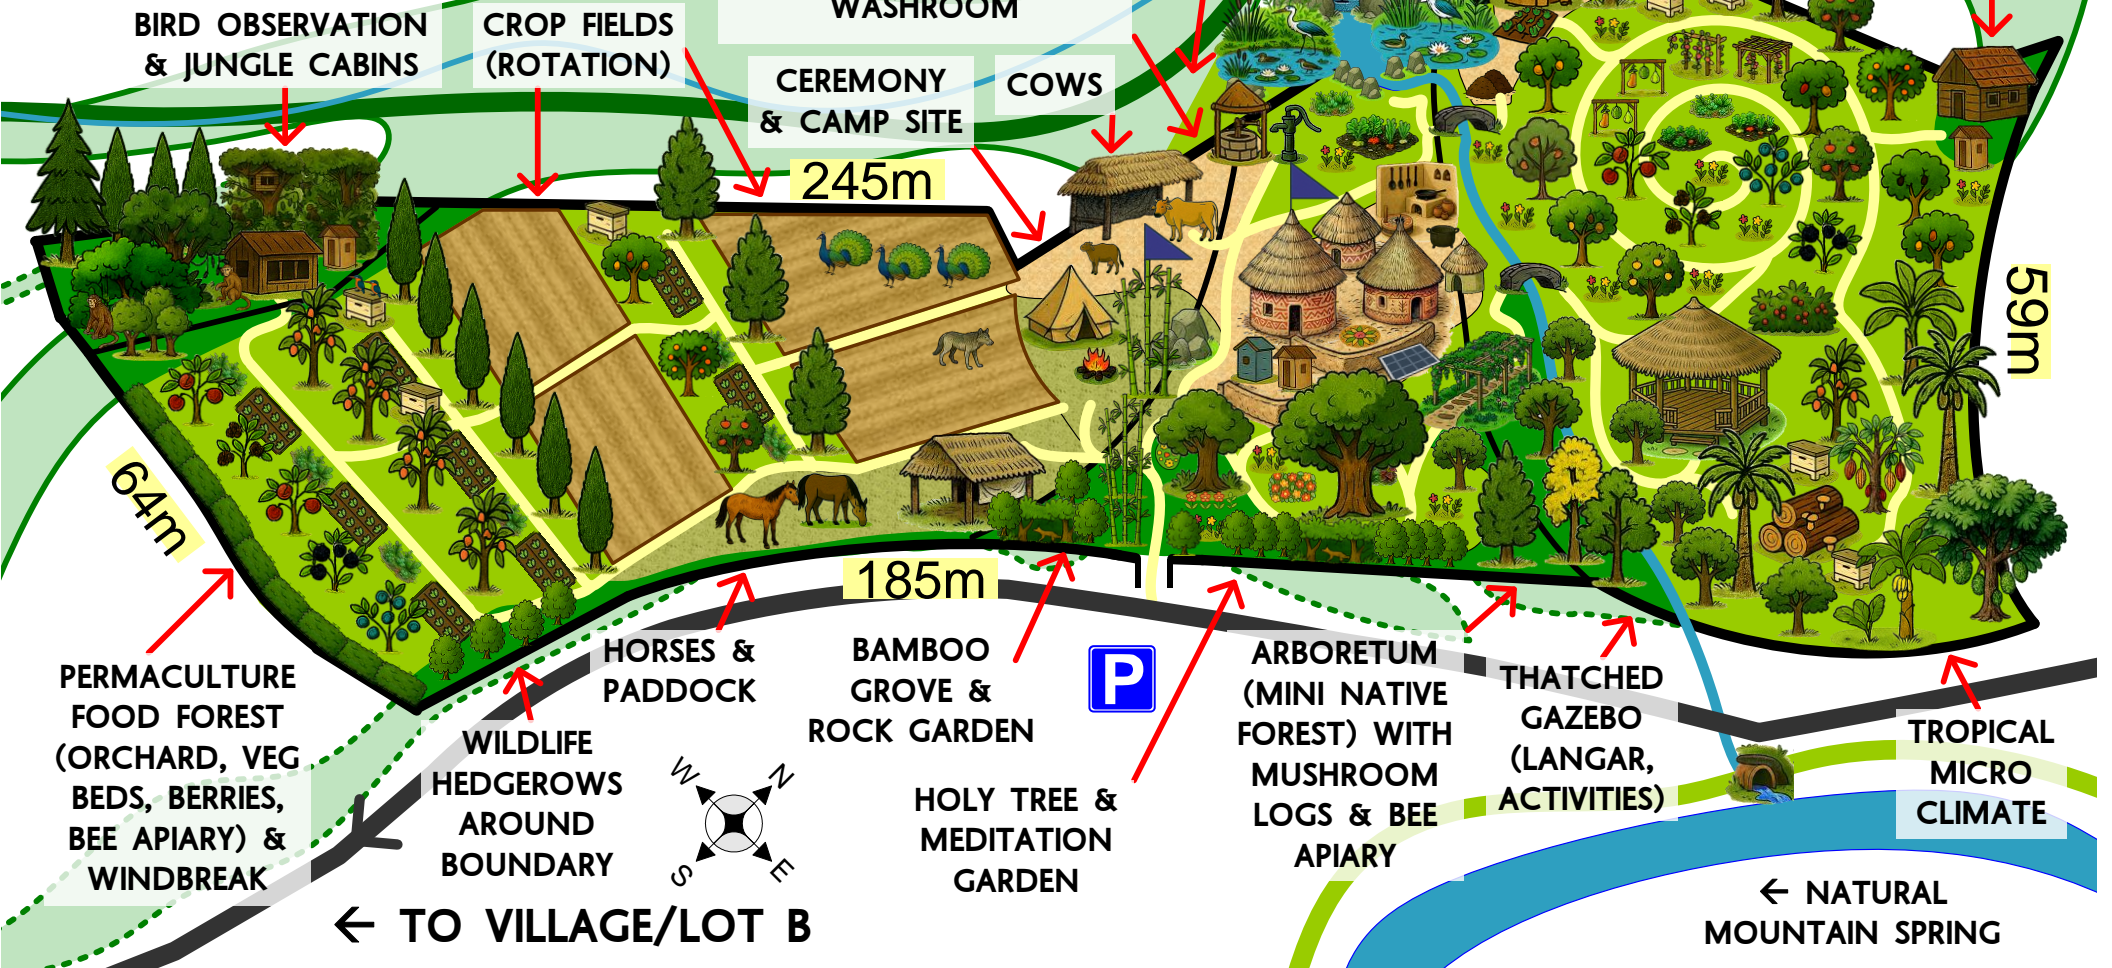 WASHROOM
BIRD OBSERVATION
& JUNGLE CABINS
CROP FIELDS
(ROTATION)
CEREMONY
& CAMP SITE
COWS
245m
59m
64m
185m
PERMACULTURE
FOOD FOREST
(ORCHARD, VEG
BEDS, BERRIES,
BEE APIARY) &
WINDBREAK
WILDLIFE
HEDGEROWS
AROUND
BOUNDARY
HORSES &
PADDOCK
BAMBOO
GROVE &
ROCK GARDEN
P
HOLY TREE &
MEDITATION
GARDEN
ARBORETUM
(MINI NATIVE
FOREST) WITH
MUSHROOM
LOGS & BEE
APIARY
THATCHED
GAZEBO
(LANGAR,
ACTIVITIES)
TROPICAL
MICRO
CLIMATE
W
N
S
E
← TO VILLAGE/LOT B
← NATURAL
MOUNTAIN SPRING